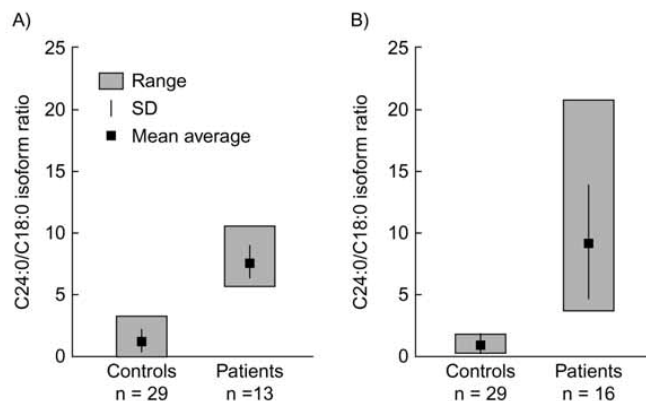 A)
C24:0/C18:0 isoform ratio
25
20
15
10
5
0
Range
SD
Mean average
Controls
n = 29
Patients
n =13
B)
C24:0/C18:0 isoform ratio
25
20
15
10
5
0
Controls
n = 29
Patients
n = 16